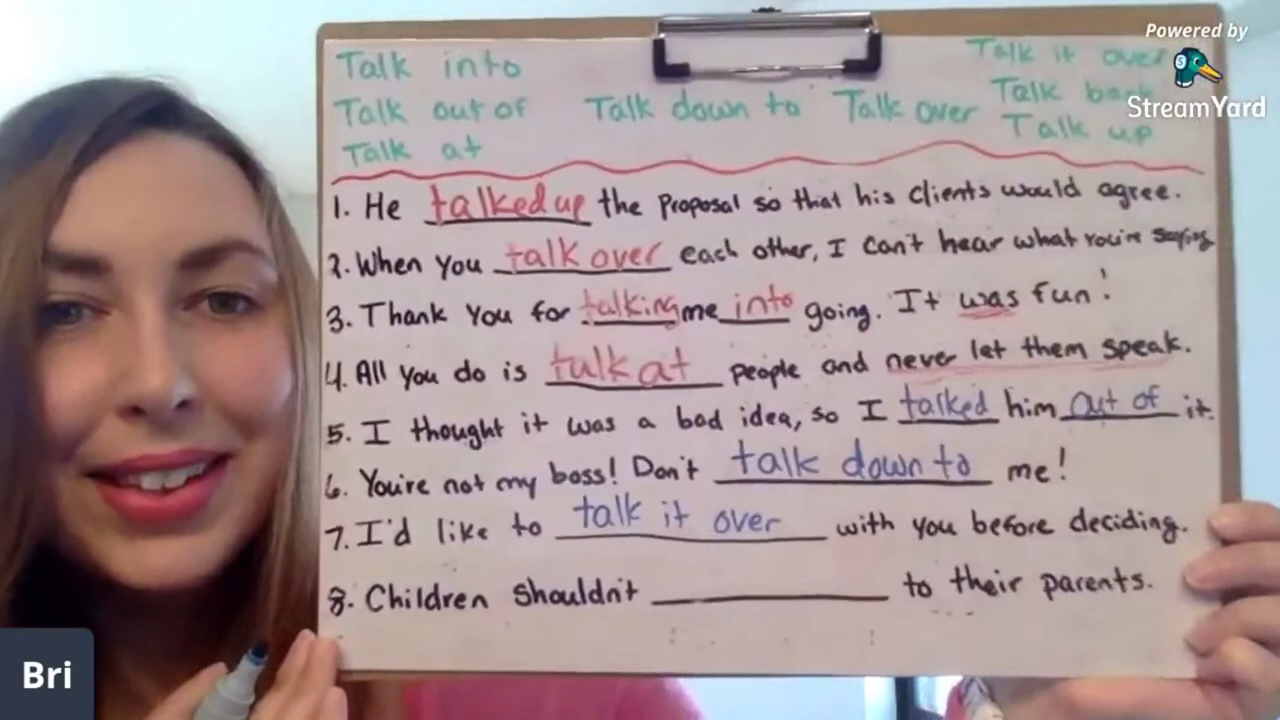 Powered by
StreamYard
Talk into
Talk out of
Talk at
Talk down to
Talk over
Talk it over
Talk back
Talk up
1. He talked up the proposal so that his clients would agree.
2. When you talk over each other, I can't hear what you're saying
3. Thank you for talking me into going. It was fun!
4. All you do is talk at people and never let them speak.
5. I thought it was a bad idea, so I talked him out of it.
6. You're not my boss! Don't talk down to me!
7. I'd like to talk it over with you before deciding.
8. Children shouldn't ____________ to their parents.
Bri